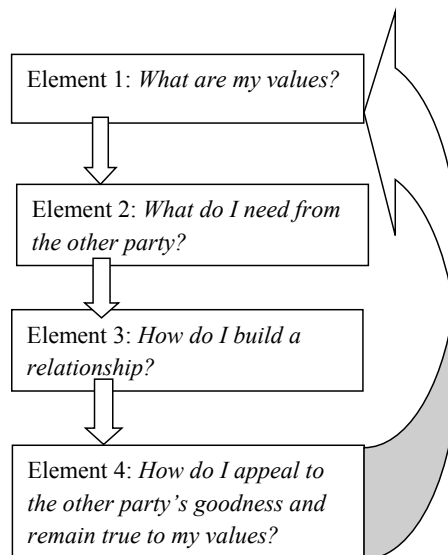 Element 1: What are my values?
Element 2: What do I need from
the other party?
Element 3: How do I build a
relationship?
Element 4: How do I appeal to
the other party’s goodness and
remain true to my values?